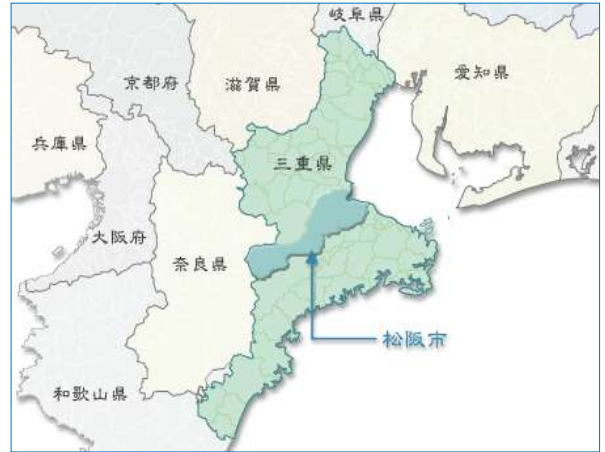 岐阜県
京都府
滋賀県
愛知県
兵庫県
三重県
大阪府
奈良県
松阪市
和歌山県